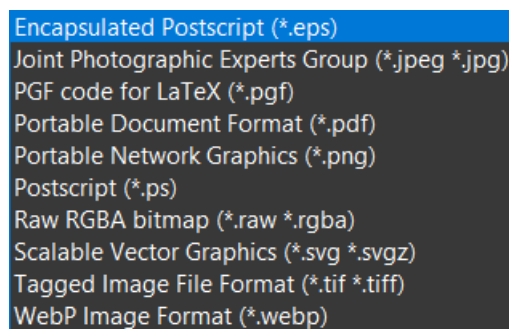 Encapsulated Postscript (*.eps)
Joint Photographic Experts Group (*.jpeg *.jpg)
PGF code for LaTeX (*.pgf)
Portable Document Format (*.pdf)
Portable Network Graphics (*.png)
Postscript (*.ps)
Raw RGBA bitmap (*.raw *.rgba)
Scalable Vector Graphics (*.svg *.svgz)
Tagged Image File Format (*.tif *.tiff)
WebP Image Format (*.webp)